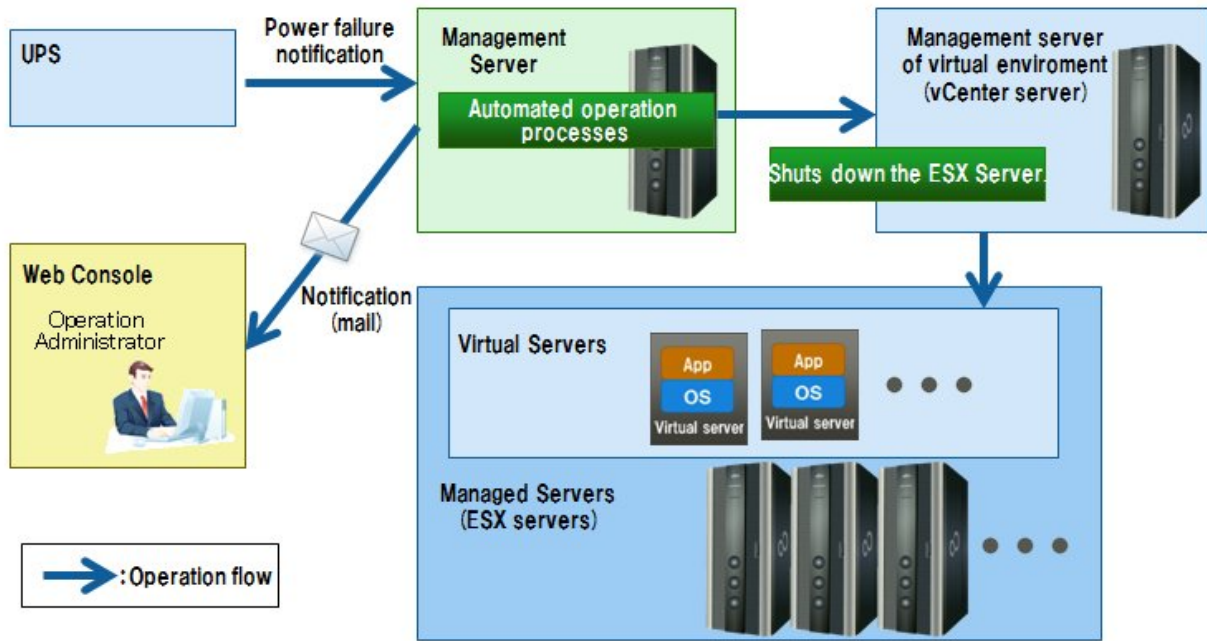 UPS
Power failure
notification
Management
Server
Automated operation
processes
Management server
of virtual enviroment
(vCenter server)
Shuts down the ESX Server.
Web Console
Operation
Administrator
Notification
(mail)
Virtual Servers
App
OS
Virtual server
App
OS
Virtual server
Managed Servers
(ESX servers)
:Operation flow